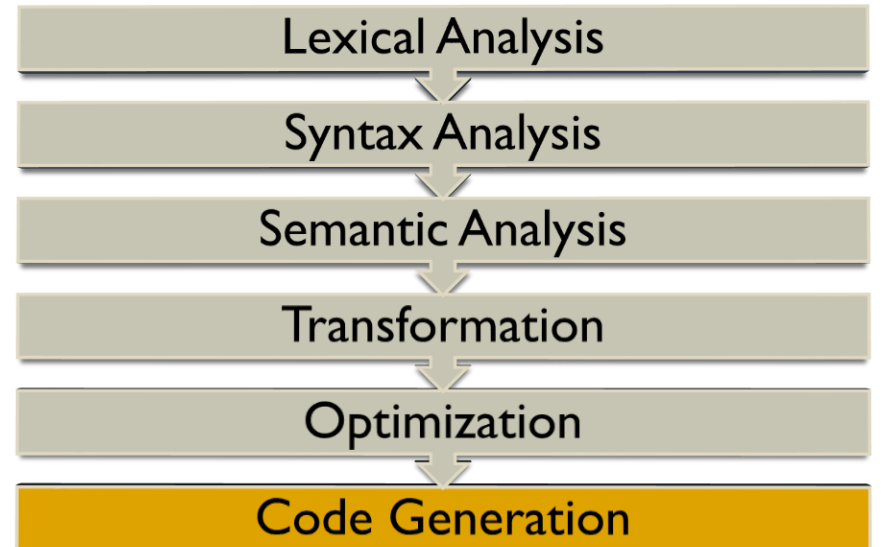 Lexical Analysis
Syntax Analysis
Semantic Analysis
Transformation
Optimization
Code Generation